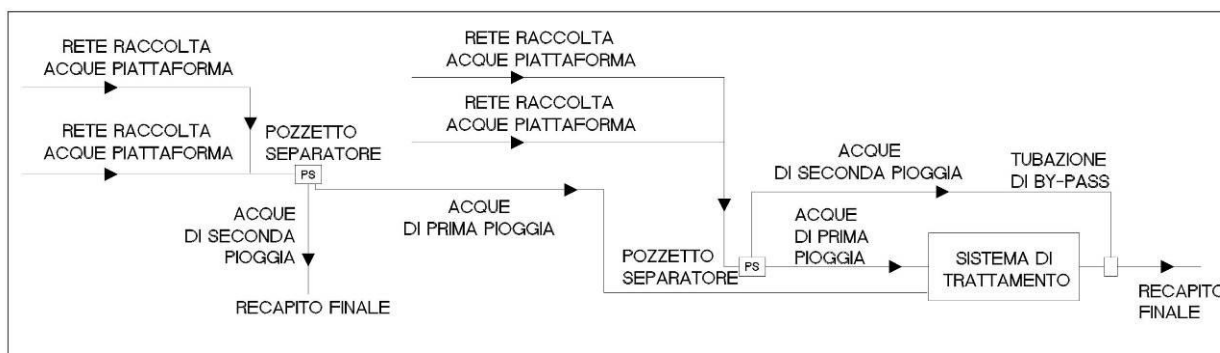 RETE RACCOLTA
ACQUE PIATTAFORMA
RETE RACCOLTA
ACQUE PIATTAFORMA
POZZETTO
SEPARATORE
PS
ACQUE
DI SECONDA
PIOGGIA
RECAPITO FINALE
ACQUE
DI PRIMA PIOGGIA
RETE RACCOLTA
ACQUE PIATTAFORMA
RETE RACCOLTA
ACQUE PIATTAFORMA
POZZETTO
SEPARATORE
PS
ACQUE
DI SECONDA PIOGGIA
TUBAZIONE
DI BY-PASS
ACQUE
DI PRIMA
PIOGGIA
SISTEMA DI
TRATTAMENTO
RECAPITO
FINALE